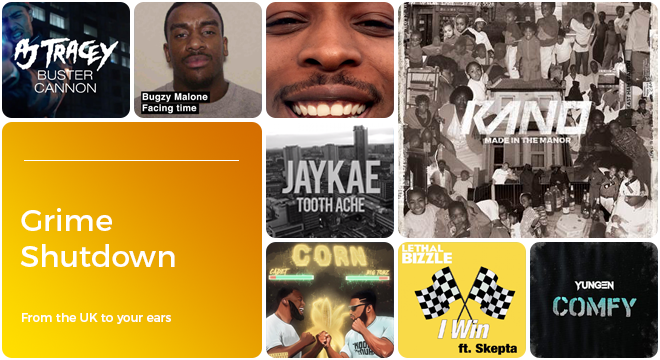 AJ TRACEY
BUSTER
CANNON
Bugzy Malone
Facing time
KANO
MADE IN THE MANOR
JAYKAE
TOOTH ACHE
Grime
Shutdown
From the UK to your ears
CORN
LETHAL
BIZZLE
I Win
ft. Skepta
YUNGEN
COMFY